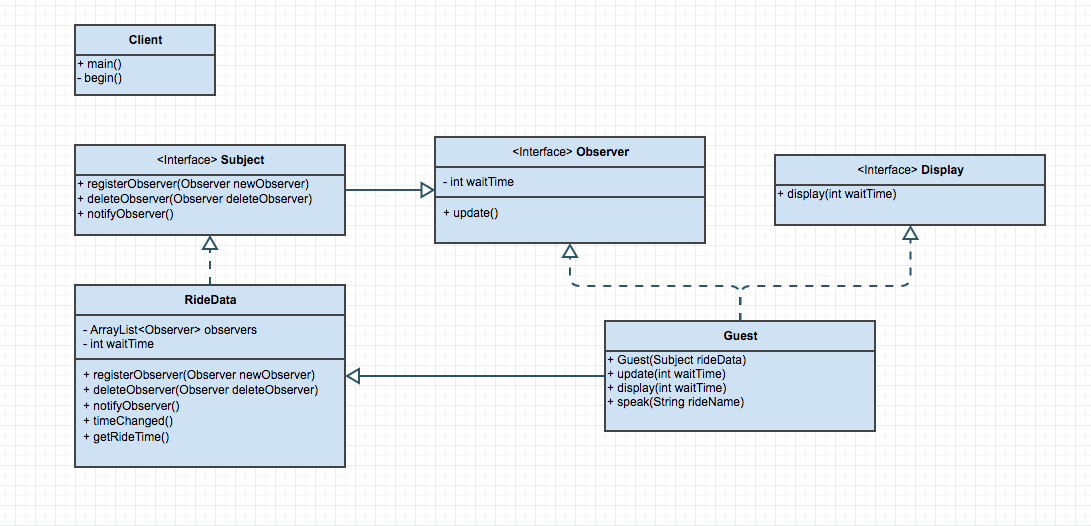 Client
+ main()
- begin()
<Interface> Subject
+ registerObserver(Observer newObserver)
+ deleteObserver(Observer deleteObserver)
+ notifyObserver()
<Interface> Observer
- int waitTime
+ update()
<Interface> Display
+ display(int waitTime)
RideData
- ArrayList<Observer> observers
- int waitTime
+ registerObserver(Observer newObserver)
+ deleteObserver(Observer deleteObserver)
+ notifyObserver()
+ timeChanged()
+ getRideTime()
Guest
+ Guest(Subject rideData)
+ update(int waitTime)
+ display(int waitTime)
+ speak(String rideName)